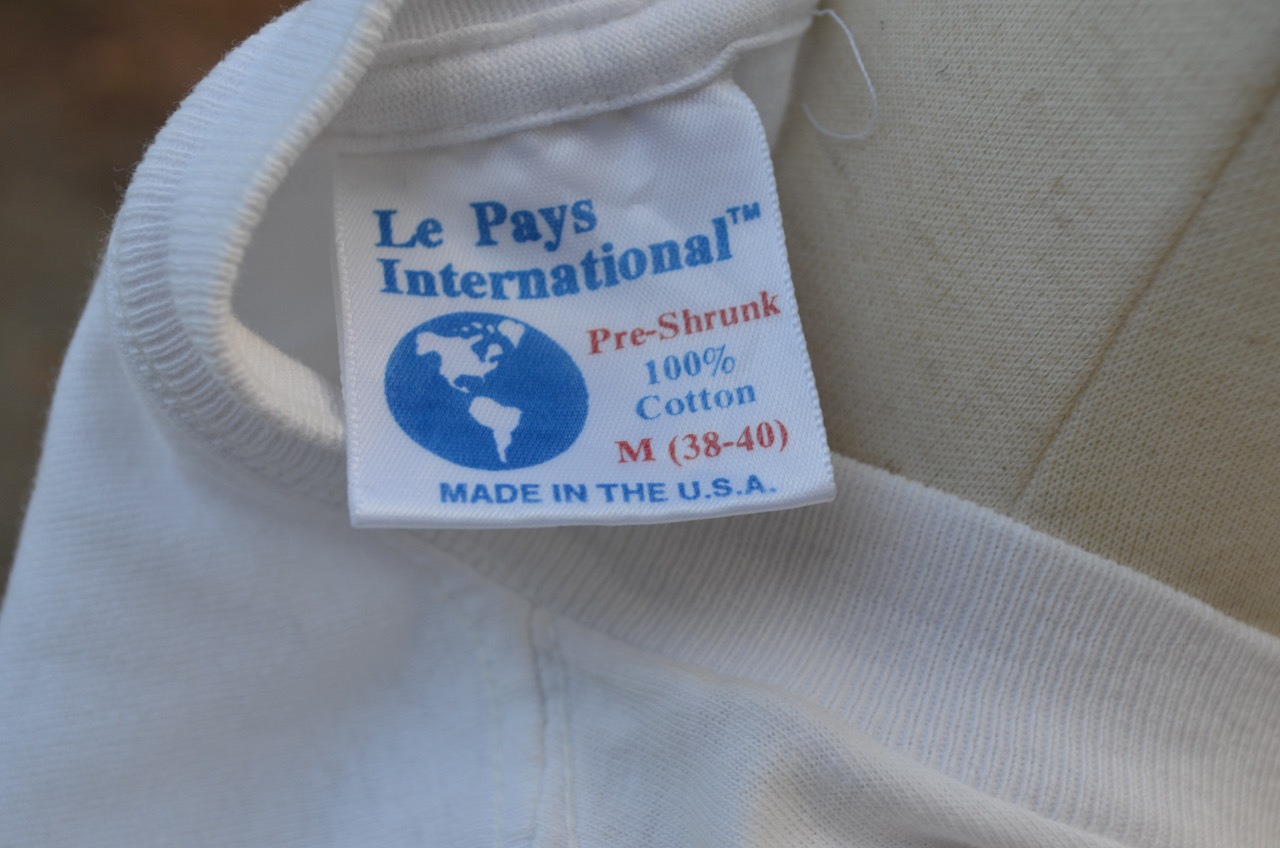 Le Pays
International™
Pre-Shrunk
100%
Cotton
M (38-40)
MADE IN THE U.S.A.